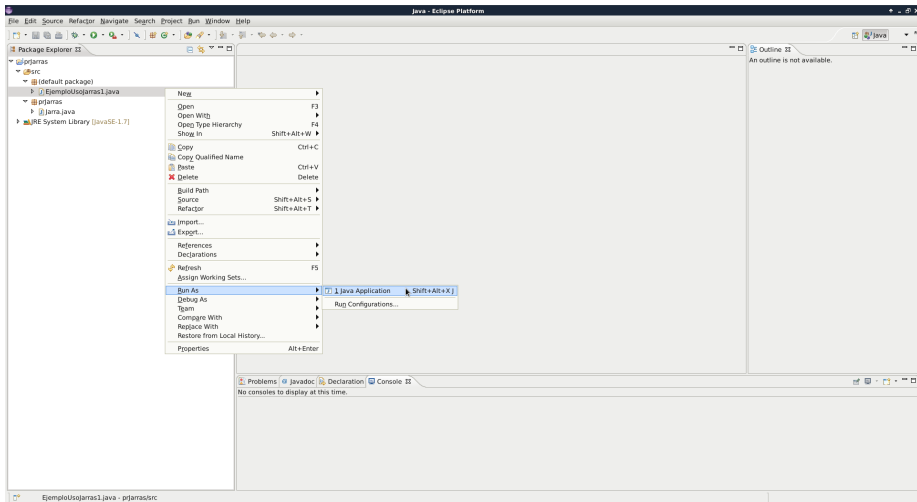 Java - Eclipse Platform
File Edit Source Refactor Navigate Search Project Run Window Help
Java
Package Explorer
Outline
prJarras
An outline is not available.
src
(default package)
EjemploUsoJarras1.java
prJarras
Jarra.java
JRE System Library [JavaSE-1.7]
New
Open F3
Open With
Open Type Hierarchy F4
Show In Shift+Alt+W
Copy Ctrl+C
Copy Qualified Name
Paste Ctrl+V
Delete Delete
Build Path
Source Shift+Alt+S
Refactor Shift+Alt+T
Import...
Export...
References
Declarations
Refresh F5
Assign Working Sets...
Run As
1 Java Application Shift+Alt+X J
Debug As
Run Configurations...
Team
Compare With
Replace With
Restore from Local History...
Properties Alt+Enter
Problems Javadoc Declaration Console
No consoles to display at this time.
EjemploUsoJarras1.java - prJarras/src